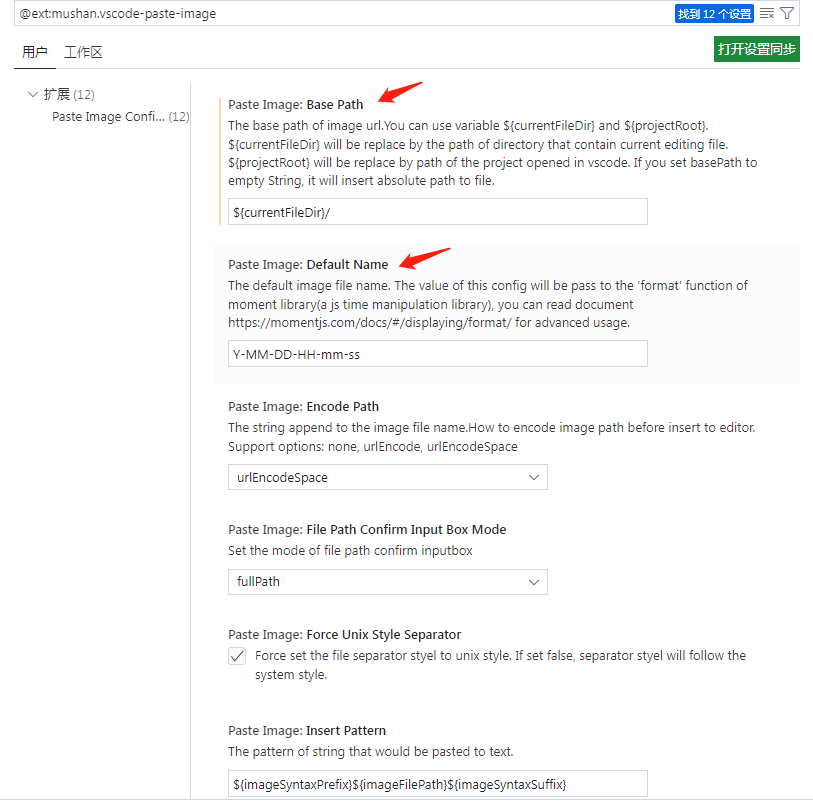 @ext:mushan.vscode-paste-image
找到 12 个设置
用户 工作区
打开设置同步
扩展 (12)
Paste Image Confi... (12)
Paste Image: Base Path
The base path of image url.You can use variable ${currentFileDir} and ${projectRoot}.
${currentFileDir} will be replace by the path of directory that contain current editing file.
${projectRoot} will be replace by path of the project opened in vscode. If you set basePath to
empty String, it will insert absolute path to file.
${currentFileDir}/
Paste Image: Default Name
The default image file name. The value of this config will be pass to the 'format' function of
moment library(a js time manipulation library), you can read document
https://momentjs.com/docs/#/displaying/format/ for advanced usage.
Y-MM-DD-HH-mm-ss
Paste Image: Encode Path
The string append to the image file name.How to encode image path before insert to editor.
Support options: none, urlEncode, urlEncodeSpace
urlEncodeSpace
Paste Image: File Path Confirm Input Box Mode
Set the mode of file path confirm inputbox
fullPath
Paste Image: Force Unix Style Separator
Force set the file separator styel to unix style. If set false, separator styel will follow the
system style.
Paste Image: Insert Pattern
The pattern of string that would be pasted to text.
${imageSyntaxPrefix}${imageFilePath}${imageSyntaxSuffix}